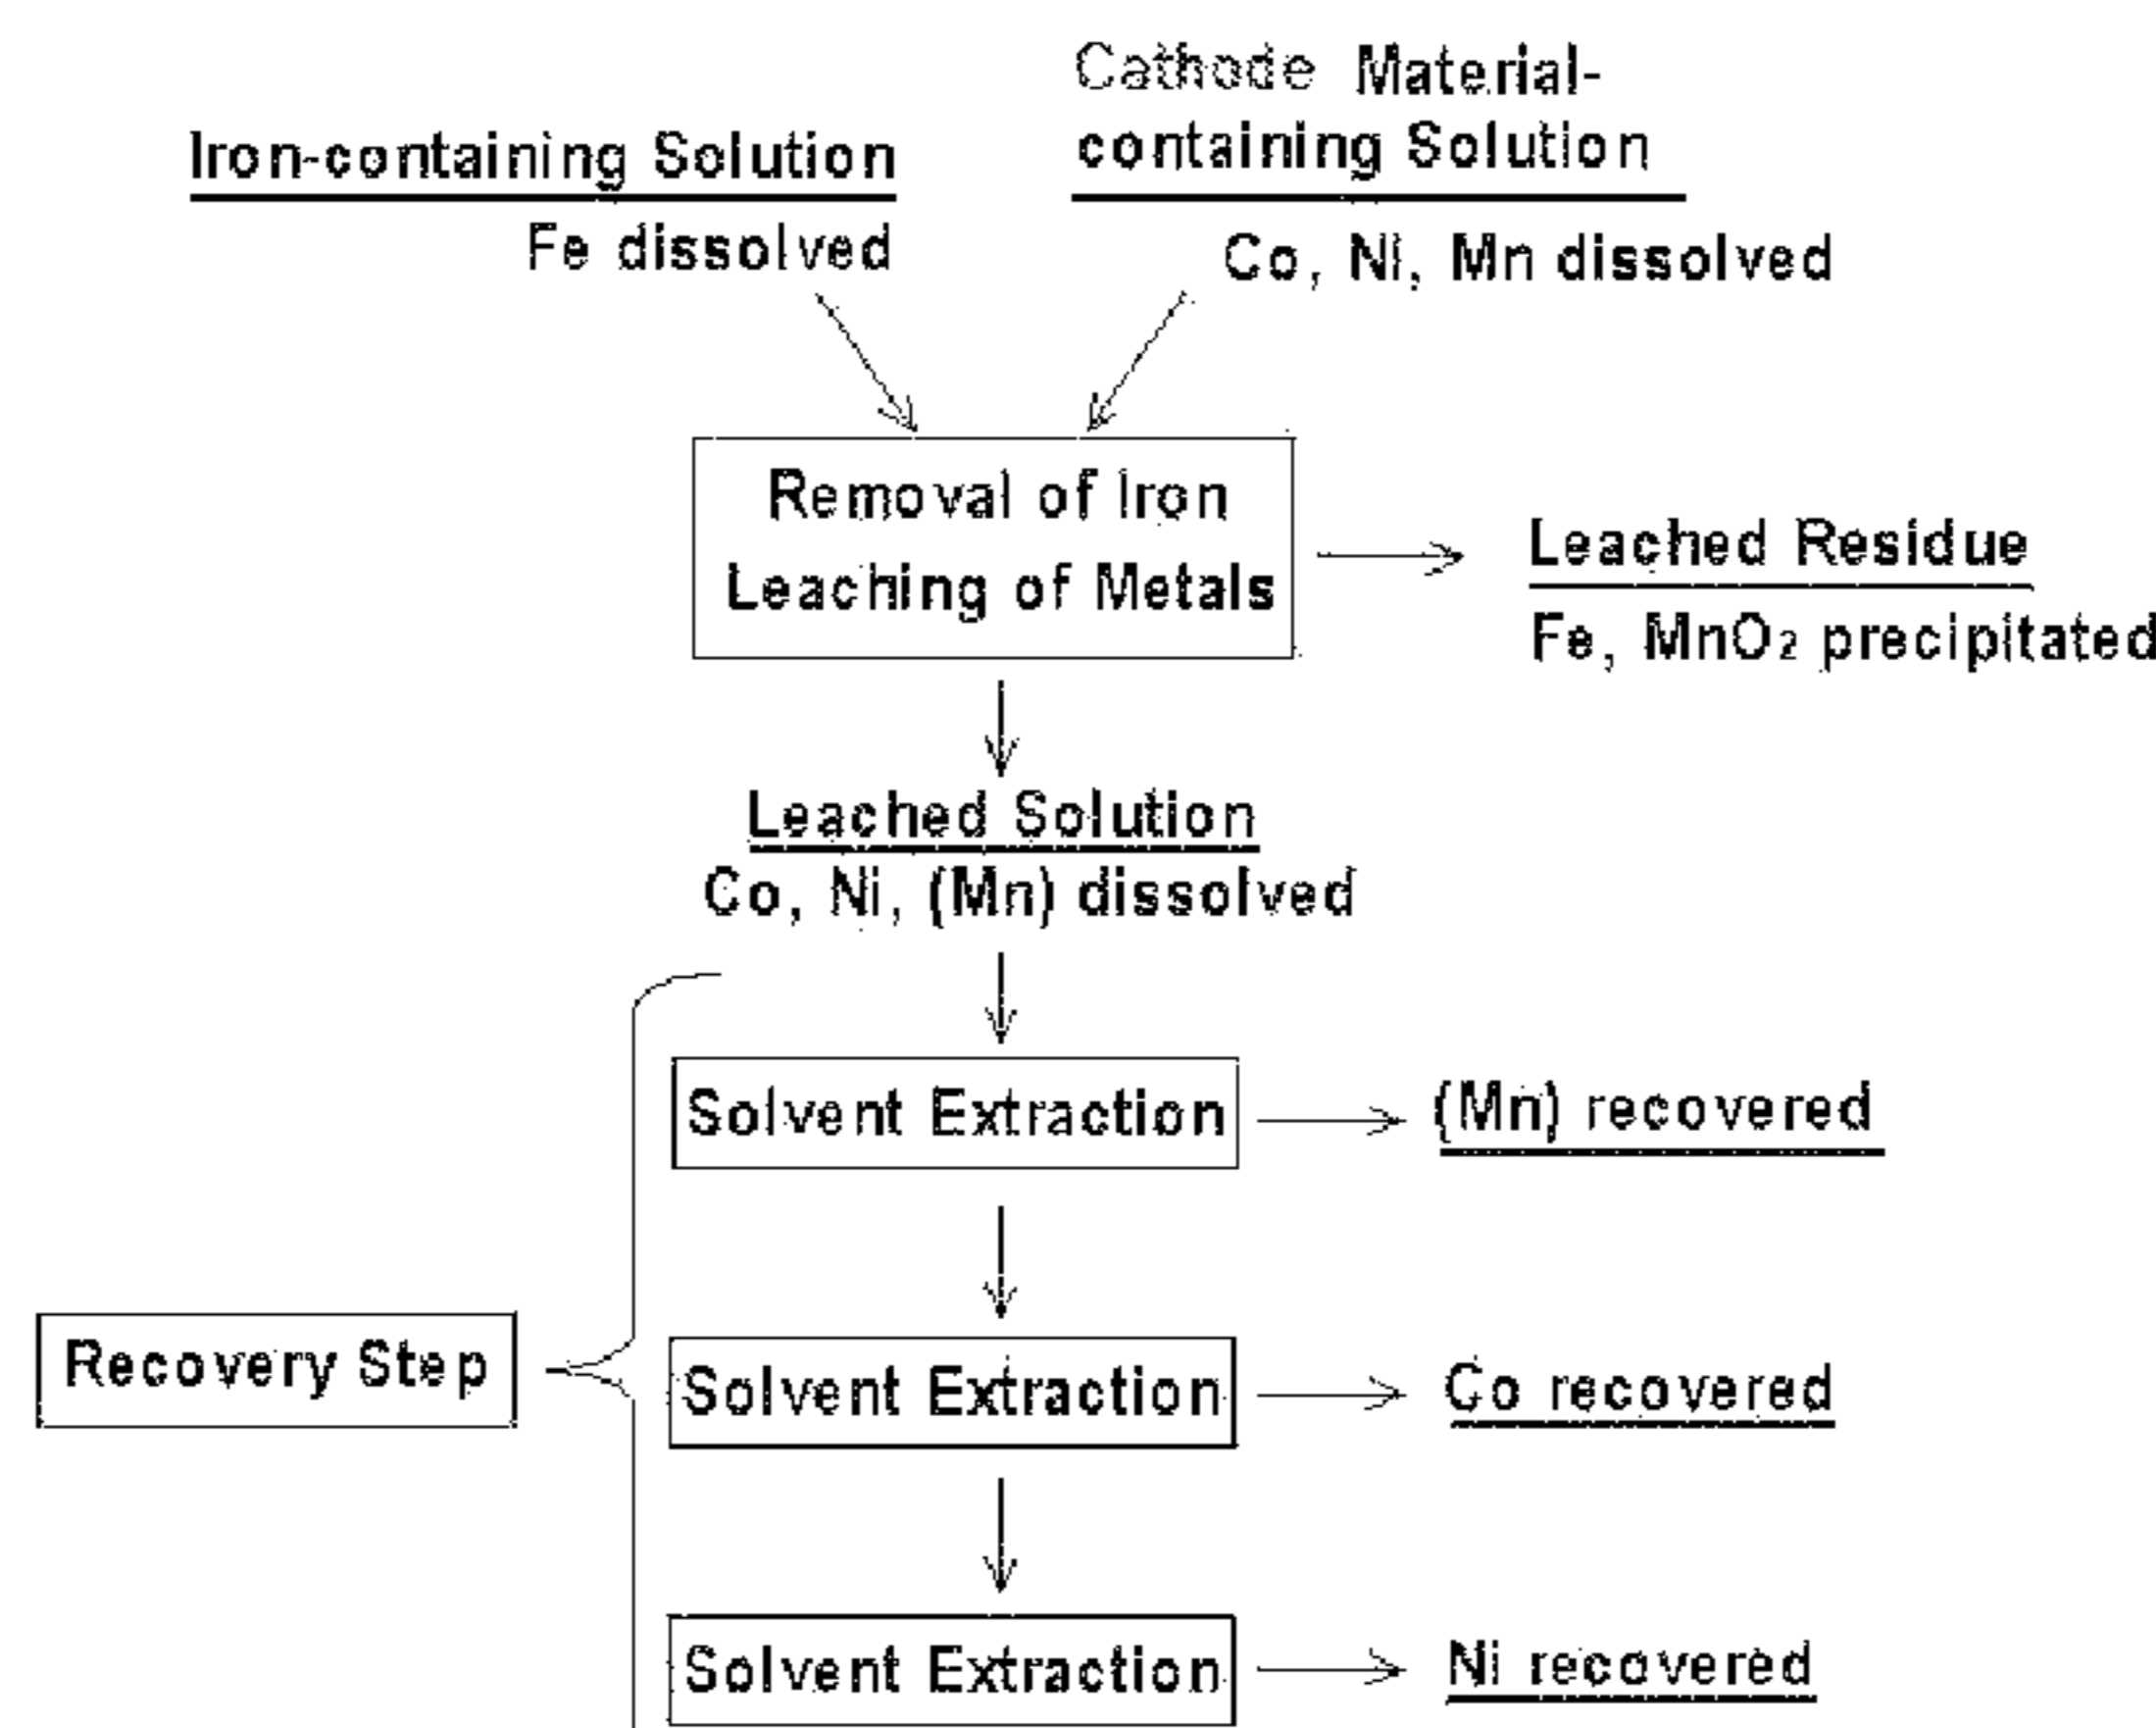 Iron-containing Solution
Fe dissolved
Cathode Material-
containing Solution
Co, Ni, Mn dissolved
Removal of Iron
Leaching of Metals
Leached Residue
Fe, MnO₂ precipitated
Leached Solution
Co, Ni, (Mn) dissolved
Solvent Extraction
(Mn) recovered
Recovery Step
Solvent Extraction
Co recovered
Solvent Extraction
Ni recovered